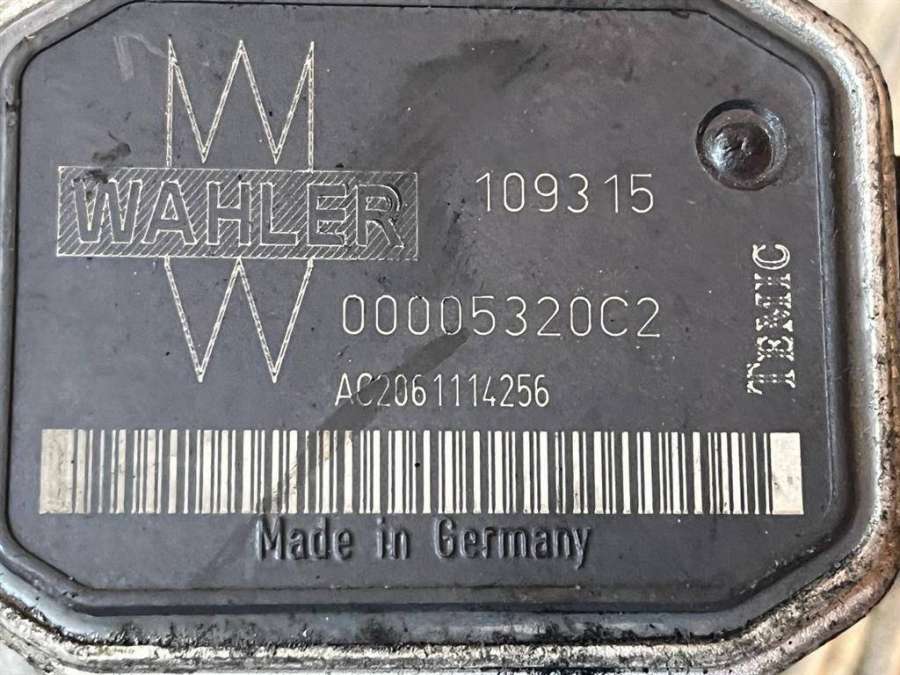 WAHLER
109315
00005320C2
AC2061114256
TEMIC
Made in Germany